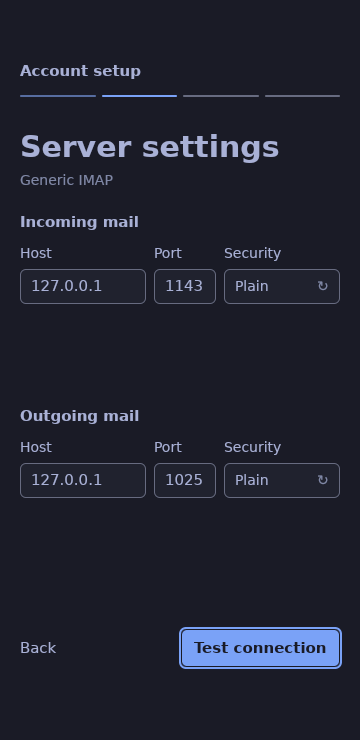 Account setup
Server settings
Generic IMAP
Incoming mail
Host Port Security
127.0.0.1 1143 Plain ↻
Outgoing mail
Host Port Security
127.0.0.1 1025 Plain ↻
Back Test connection